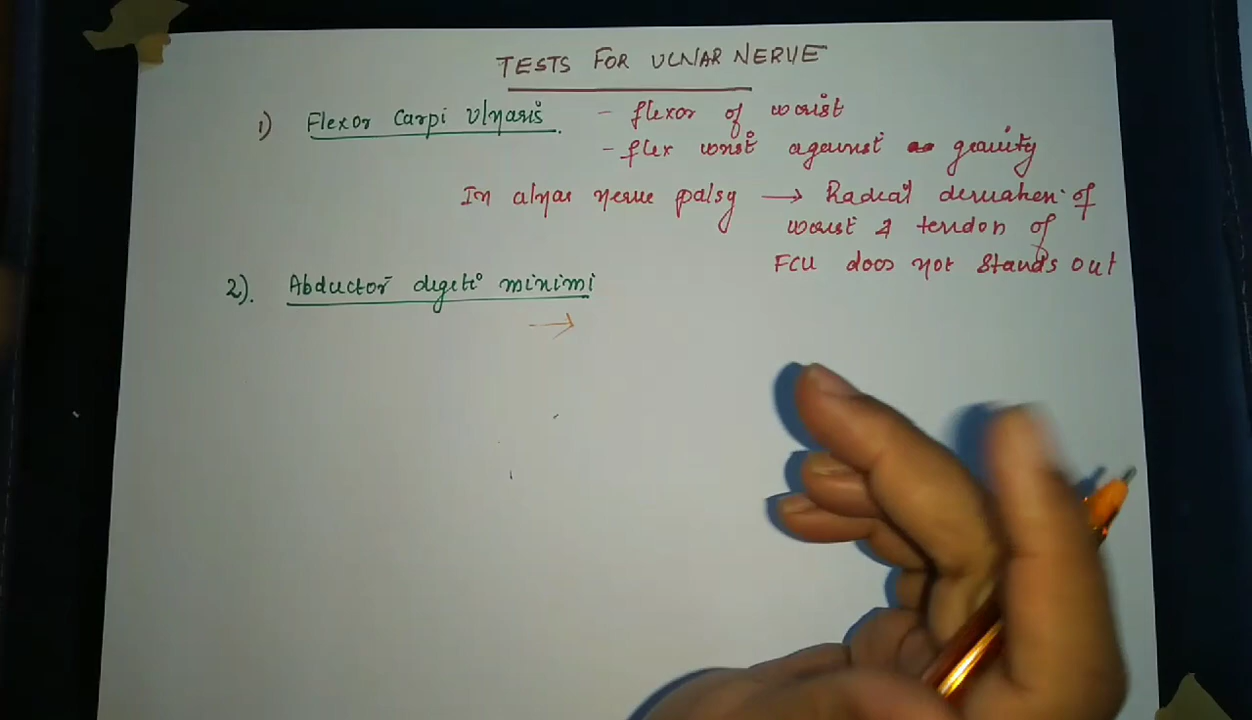 TESTS FOR ULNAR NERVE
1) Flexor Carpi Ulnaris - flexor of wrist
- flex wrist against gravity
In ulnar nerve palsy → Radial deviation of
wrist & tendon of
FCU does not stands out
2). Abductor digiti minimi
→